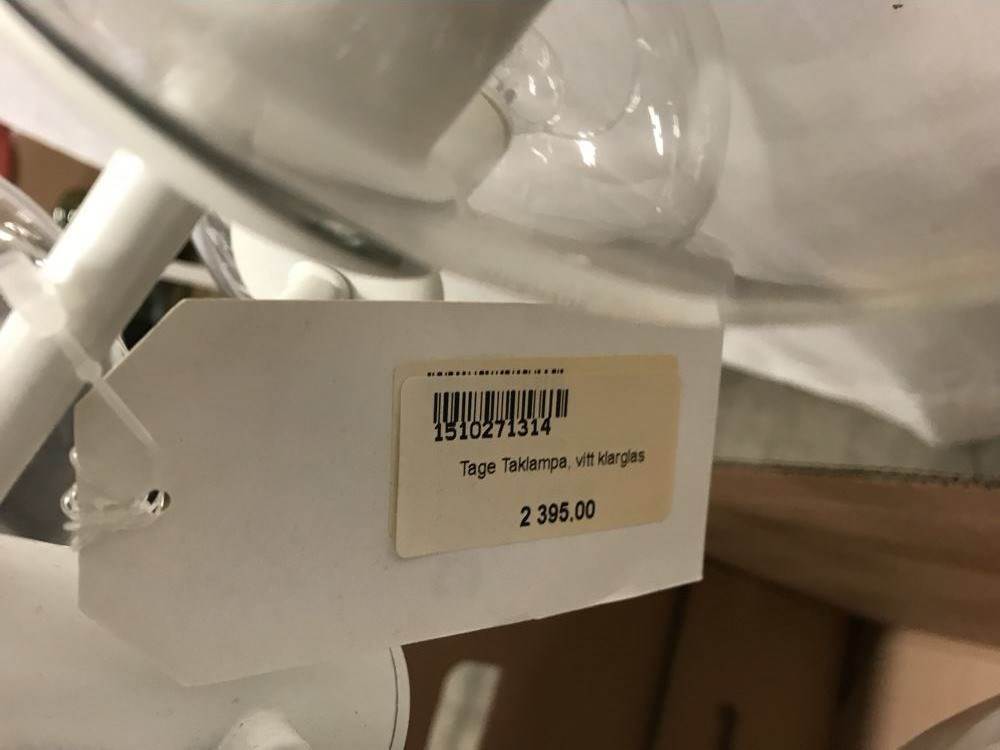 1510271314
Tage Taklampa, vitt klarglas
2 395.00